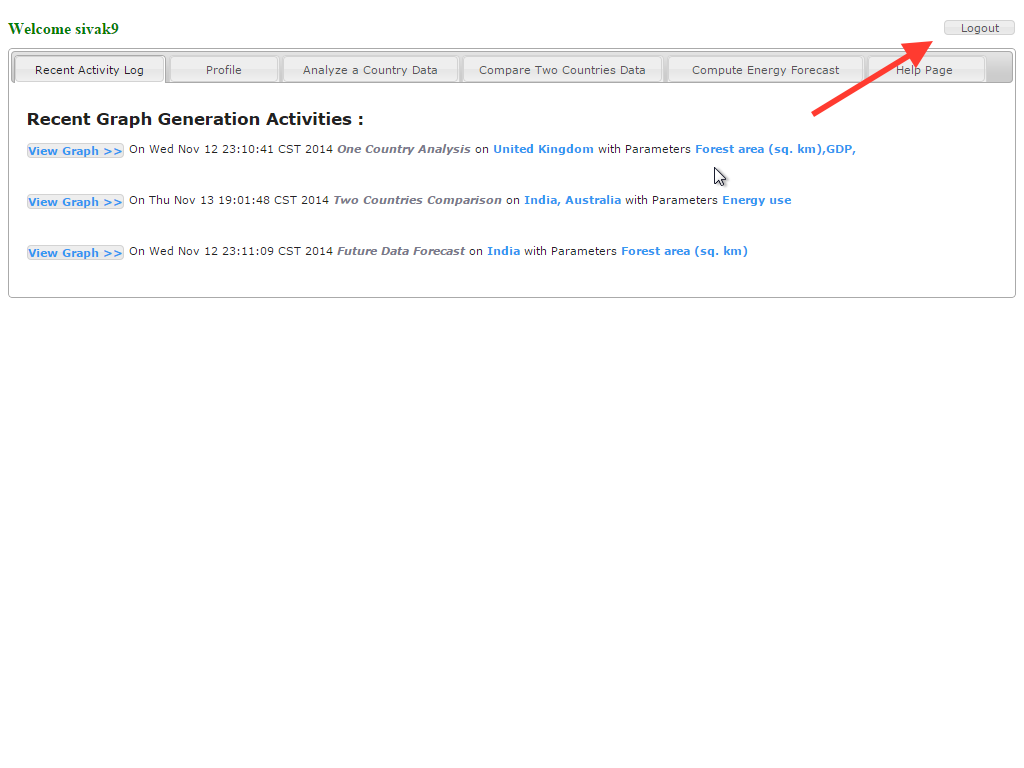 Welcome sivak9
Logout
Recent Activity Log Profile Analyze a Country Data Compare Two Countries Data Compute Energy Forecast Help Page
Recent Graph Generation Activities :
View Graph >> On Wed Nov 12 23:10:41 CST 2014 One Country Analysis on United Kingdom with Parameters Forest area (sq. km),GDP,
View Graph >> On Thu Nov 13 19:01:48 CST 2014 Two Countries Comparison on India, Australia with Parameters Energy use
View Graph >> On Wed Nov 12 23:11:09 CST 2014 Future Data Forecast on India with Parameters Forest area (sq. km)